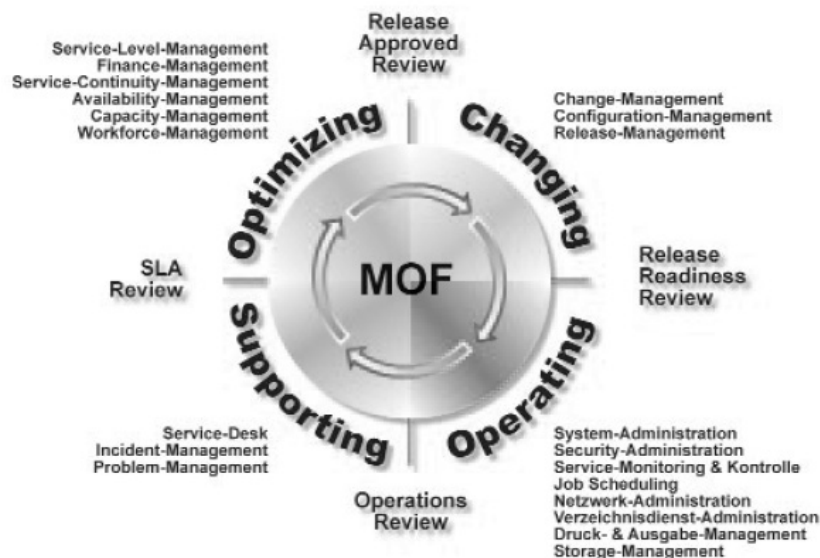 Release
Approved
Review
Service-Level-Management
Finance-Management
Service-Continuity-Management
Availability-Management
Capacity-Management
Workforce-Management
Change-Management
Configuration-Management
Release-Management
Optimizing
Changing
SLA
Review
MOF
Release
Readiness
Review
Supporting
Operating
Service-Desk
Incident-Management
Problem-Management
Operations
Review
System-Administration
Security-Administration
Service-Monitoring & Kontrolle
Job Scheduling
Netzwerk-Administration
Verzeichnisdienst-Administration
Druck- & Ausgabe-Management
Storage-Management